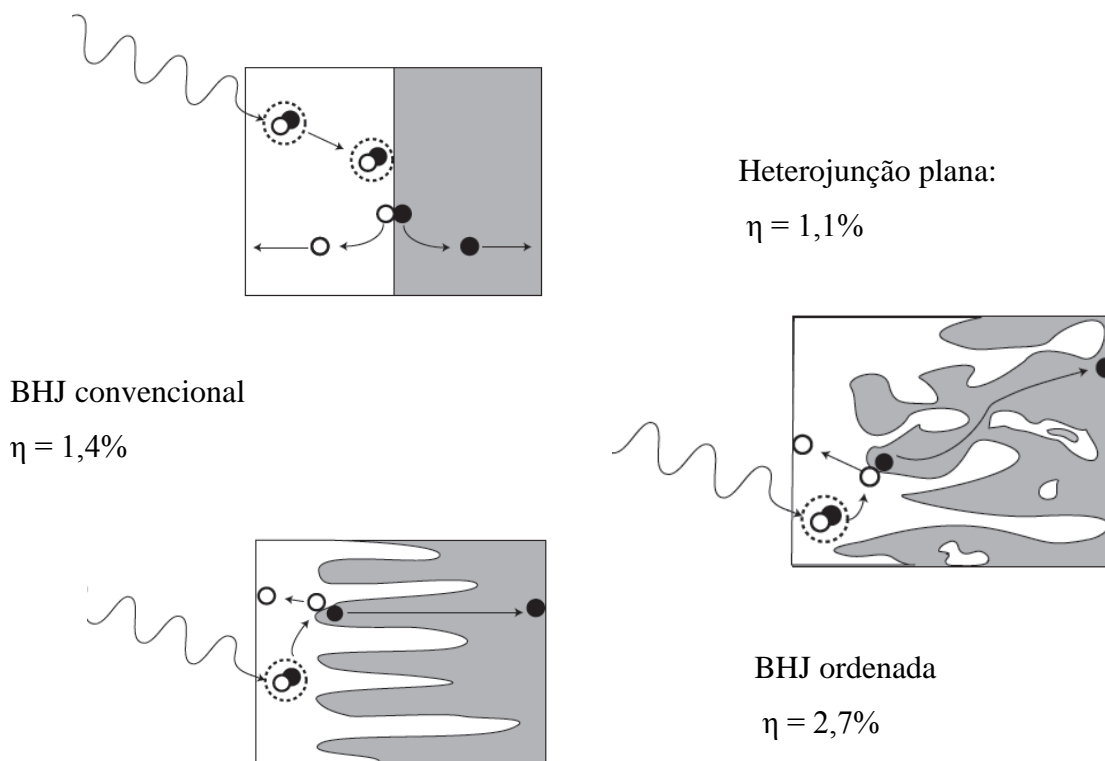 Heterojunção plana:
η = 1,1%
BHJ convencional
η = 1,4%
BHJ ordenada
η = 2,7%